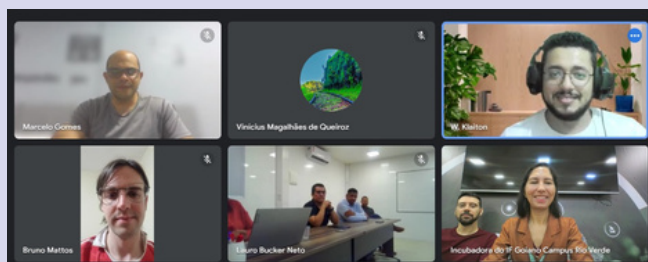 Marcelo Gomes
Vinícius Magalhães de Queiroz
W. Klaiton
Bruno Mattos
Lauro Bucker Neto
Incubadora do IF Goiano Campus Rio Verde